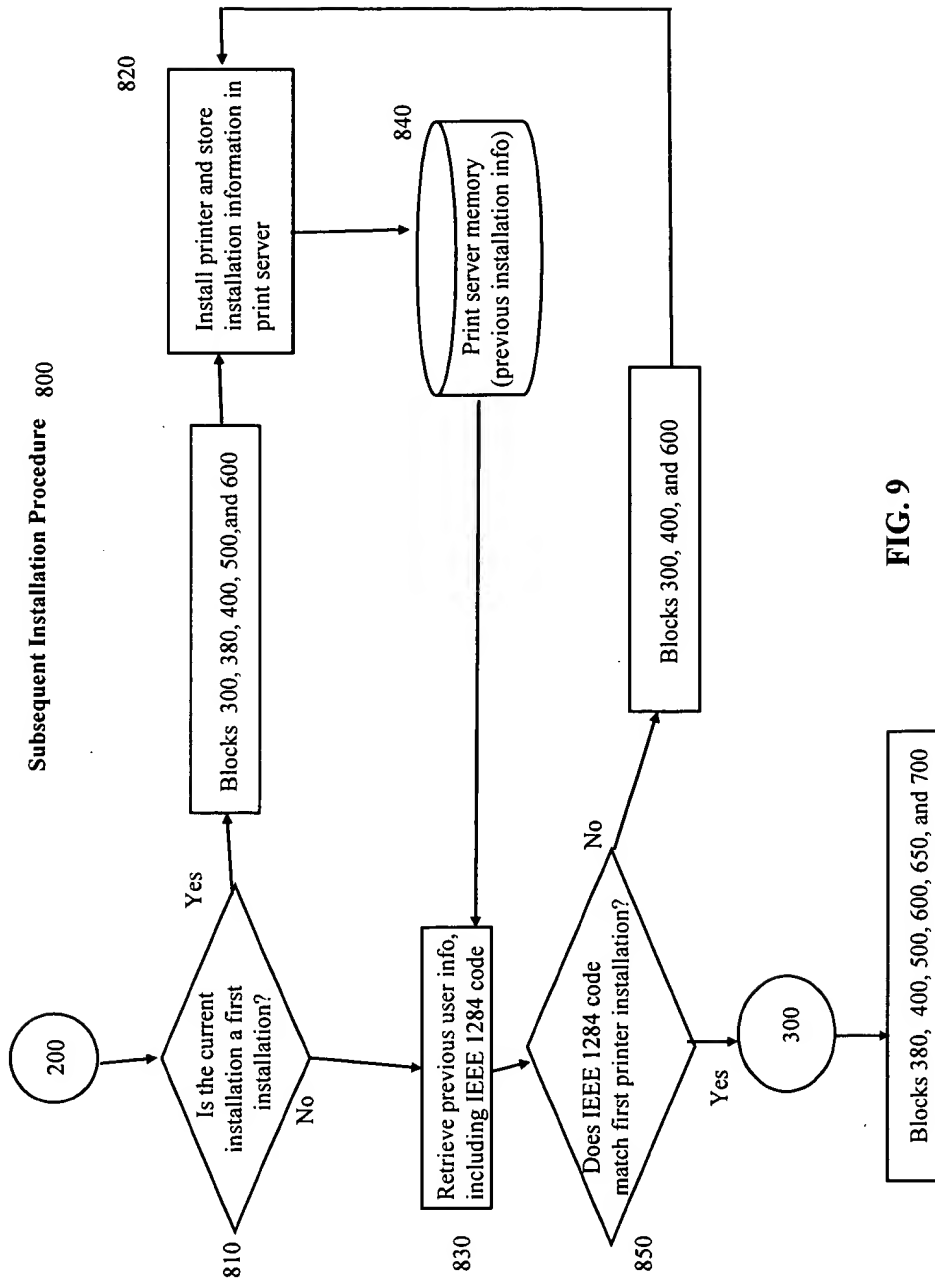 Subsequent Installation Procedure 800
200
Is the current
installation a first
installation?
810
Yes
No
Blocks 300, 380, 400, 500,and 600
Install printer and store
installation information in
print server
820
Print server memory
(previous installation info)
840
Retrieve previous user info,
including IEEE 1284 code
830
Does IEEE 1284 code
match first printer installation?
850
No
Yes
Blocks 300, 400, and 600
300
Blocks 380, 400, 500, 600, 650, and 700
FIG. 9